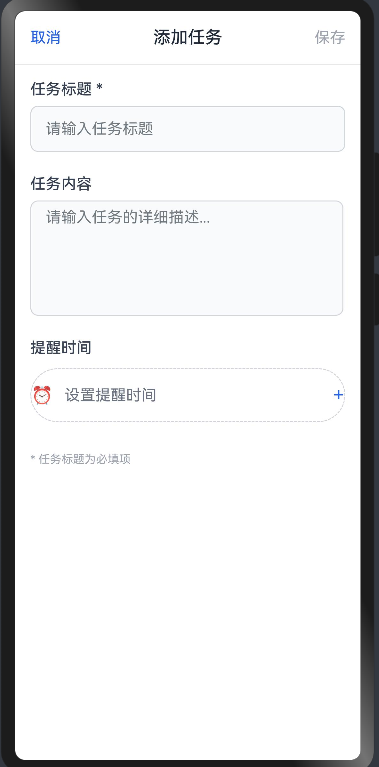 取消 添加任务 保存
任务标题 *
请输入任务标题
任务内容
请输入任务的详细描述...
提醒时间
⏰ 设置提醒时间 +
* 任务标题为必填项